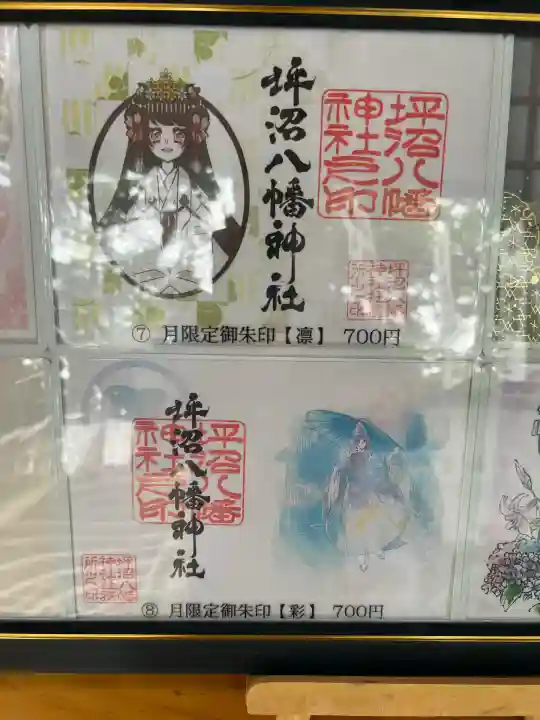 坪沼八幡神社
坪沼八幡
神社之印
⑦ 月限定御朱印【凛】 700円
坪沼八幡神社
坪沼八幡
神社之印
⑧ 月限定御朱印【彩】 700円